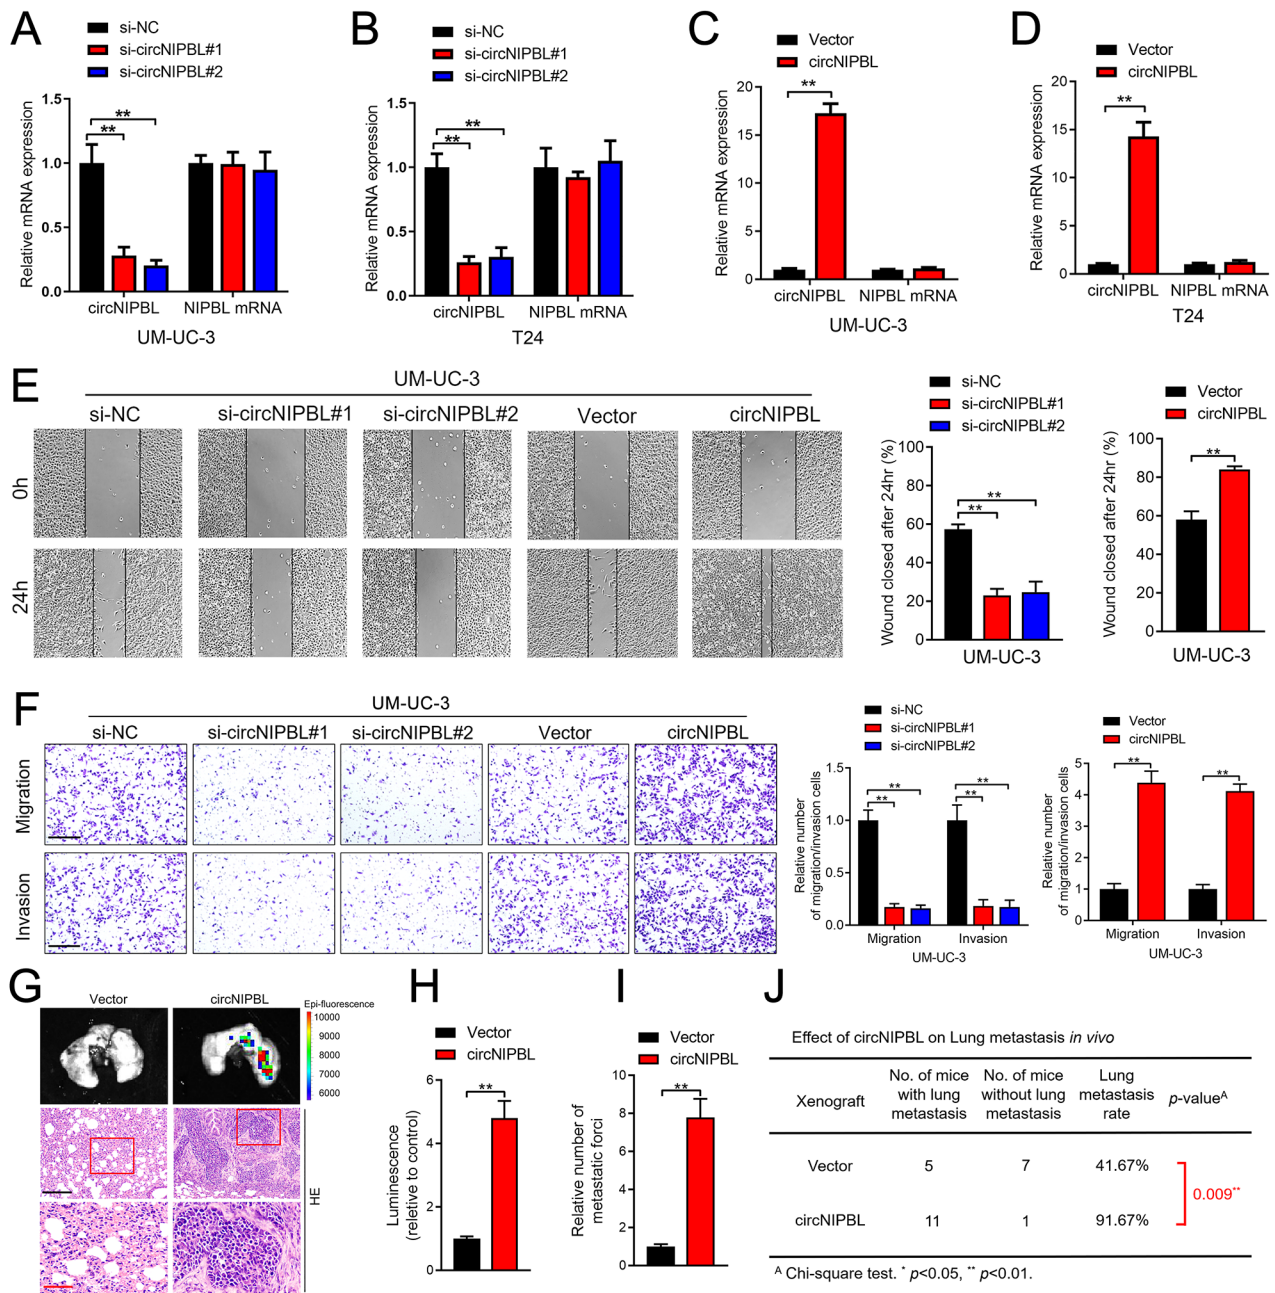 A
si-NC
si-circNIPBL#1
si-circNIPBL#2
Relative mRNA expression
1.5
1.0
0.5
0.0
**
**
circNIPBL
NIPBL mRNA
UM-UC-3
B
si-NC
si-circNIPBL#1
si-circNIPBL#2
Relative mRNA expression
1.5
1.0
0.5
0.0
**
**
circNIPBL
NIPBL mRNA
T24
C
Vector
circNIPBL
Relative mRNA expression
20
15
10
5
0
**
circNIPBL
NIPBL mRNA
UM-UC-3
D
Vector
circNIPBL
Relative mRNA expression
20
15
10
5
0
**
circNIPBL
NIPBL mRNA
T24
E
UM-UC-3
si-NC
si-circNIPBL#1
si-circNIPBL#2
Vector
circNIPBL
0h
24h
si-NC
si-circNIPBL#1
si-circNIPBL#2
Wound closed after 24hr (%)
100
80
60
40
20
0
**
**
UM-UC-3
Vector
circNIPBL
Wound closed after 24hr (%)
100
80
60
40
20
0
**
UM-UC-3
F
UM-UC-3
si-NC
si-circNIPBL#1
si-circNIPBL#2
Vector
circNIPBL
Migration
Invasion
si-NC
si-circNIPBL#1
si-circNIPBL#2
Relative number
of migration/invasion cells
1.5
1.0
0.5
0.0
**
**
**
**
Migration
Invasion
UM-UC-3
Vector
circNIPBL
Relative number
of migration/invasion cells
5
4
3
2
1
0
**
**
Migration
Invasion
UM-UC-3
G
Vector
circNIPBL
Epi-fluorescence
10000
9000
8000
7000
6000
HE
H
Vector
circNIPBL
Luminescence
(reletive to control)
6
4
2
0
**
I
Vector
circNIPBL
Relative number of
metastatic forci
10
8
6
4
2
0
**
J
Effect of circNIPBL on Lung metastasis in vivo
Xenograft
No. of mice
with lung
metastasis
No. of mice
without lung
metastasis
Lung
metastasis
rate
p-valueA
Vector 5 7 41.67%
0.009**
circNIPBL 11 1 91.67%
A Chi-square test. * p<0.05, ** p<0.01.